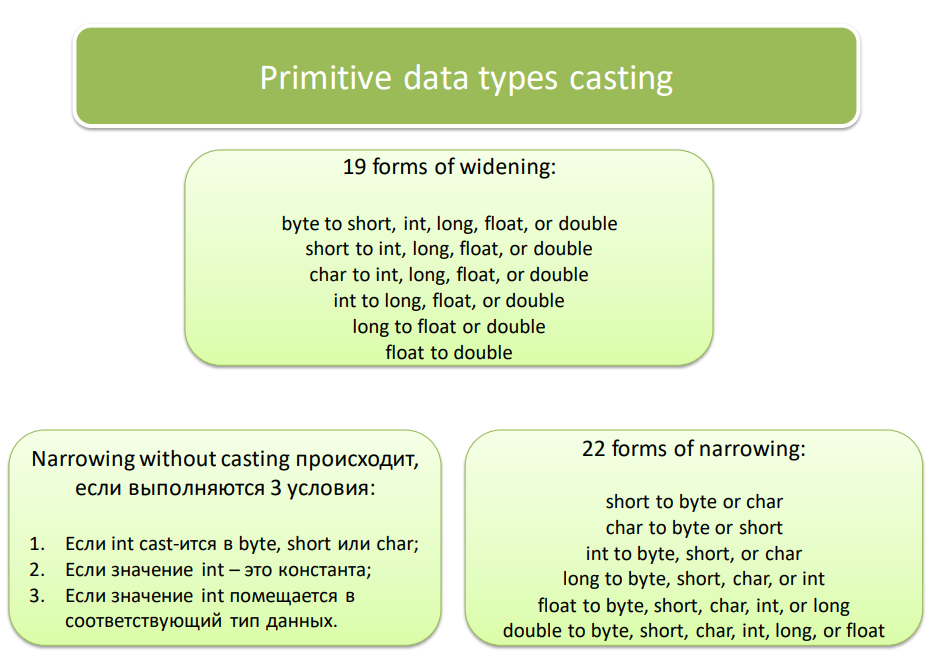 Primitive data types casting
19 forms of widening:
byte to short, int, long, float, or double
short to int, long, float, or double
char to int, long, float, or double
int to long, float, or double
long to float or double
float to double
Narrowing without casting происходит,
если выполняются 3 условия:
1. Если int cast-ится в byte, short или char;
2. Если значение int – это константа;
3. Если значение int помещается в
соответствующий тип данных.
22 forms of narrowing:
short to byte or char
char to byte or short
int to byte, short, or char
long to byte, short, char, or int
float to byte, short, char, int, or long
double to byte, short, char, int, long, or float